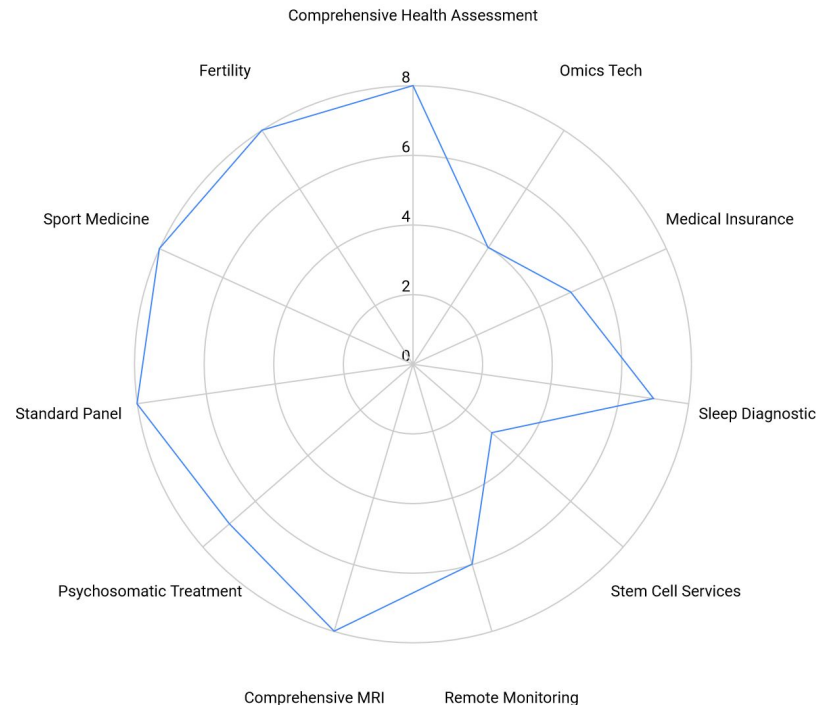 Comprehensive Health Assessment
Fertility
Omics Tech
8
6
Sport Medicine
Medical Insurance
4
2
0
Standard Panel
Sleep Diagnostic
Psychosomatic Treatment
Stem Cell Services
Comprehensive MRI
Remote Monitoring